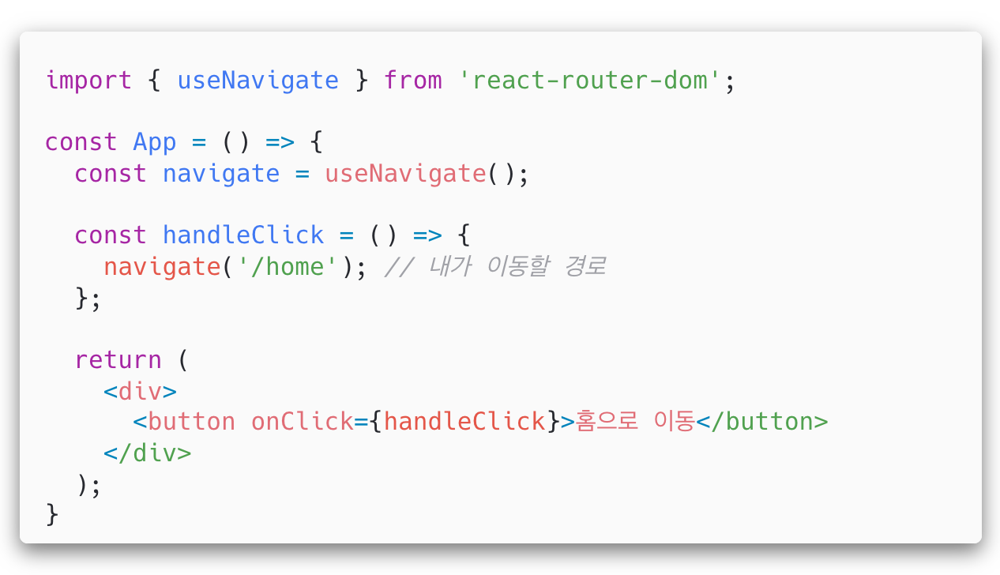 import { useNavigate } from 'react-router-dom';

const App = () => {
  const navigate = useNavigate();

  const handleClick = () => {
    navigate('/home'); // 내가 이동할 경로
  };

  return (
    <div>
      <button onClick={handleClick}>홈으로 이동</button>
    </div>
  );
}